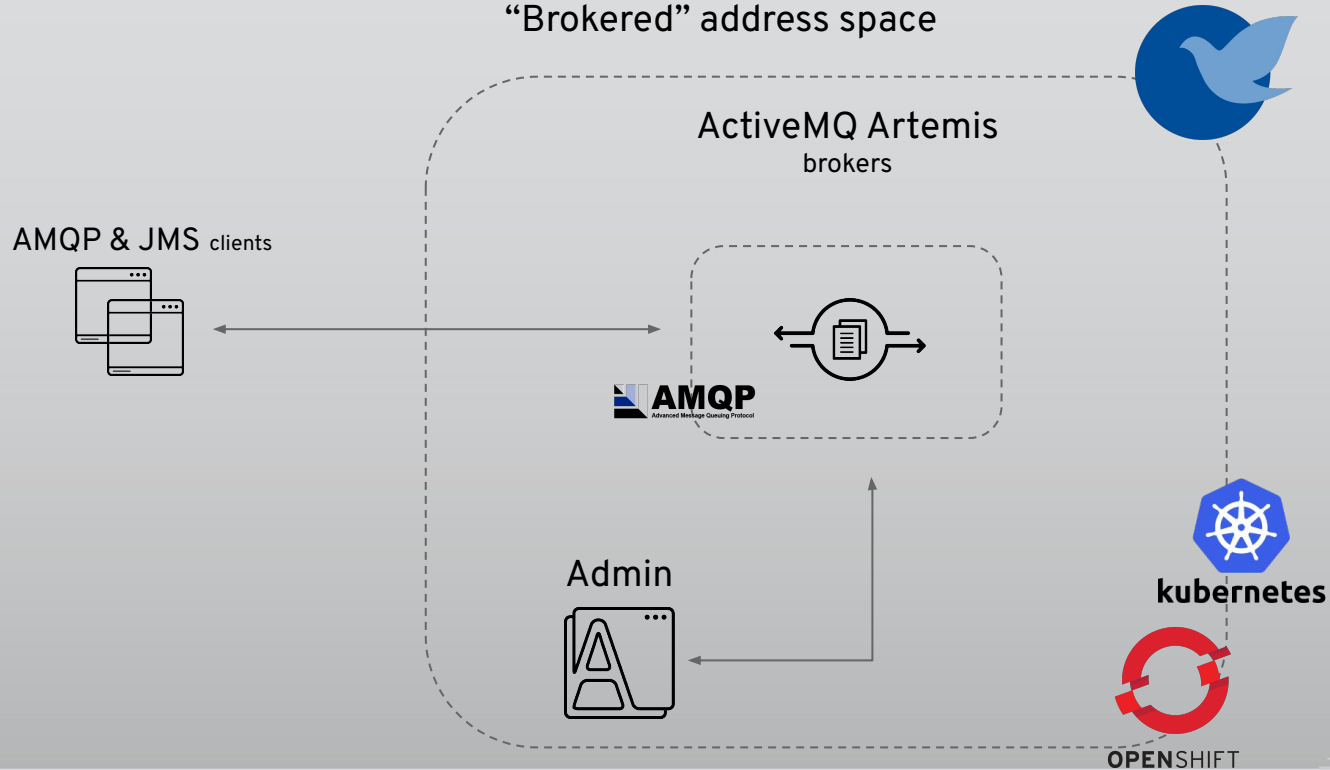 “Brokered” address space
ActiveMQ Artemis
brokers
AMQP & JMS clients
AMQP
Advanced Message Queuing Protocol
Admin
kubernetes
OPENSHIFT